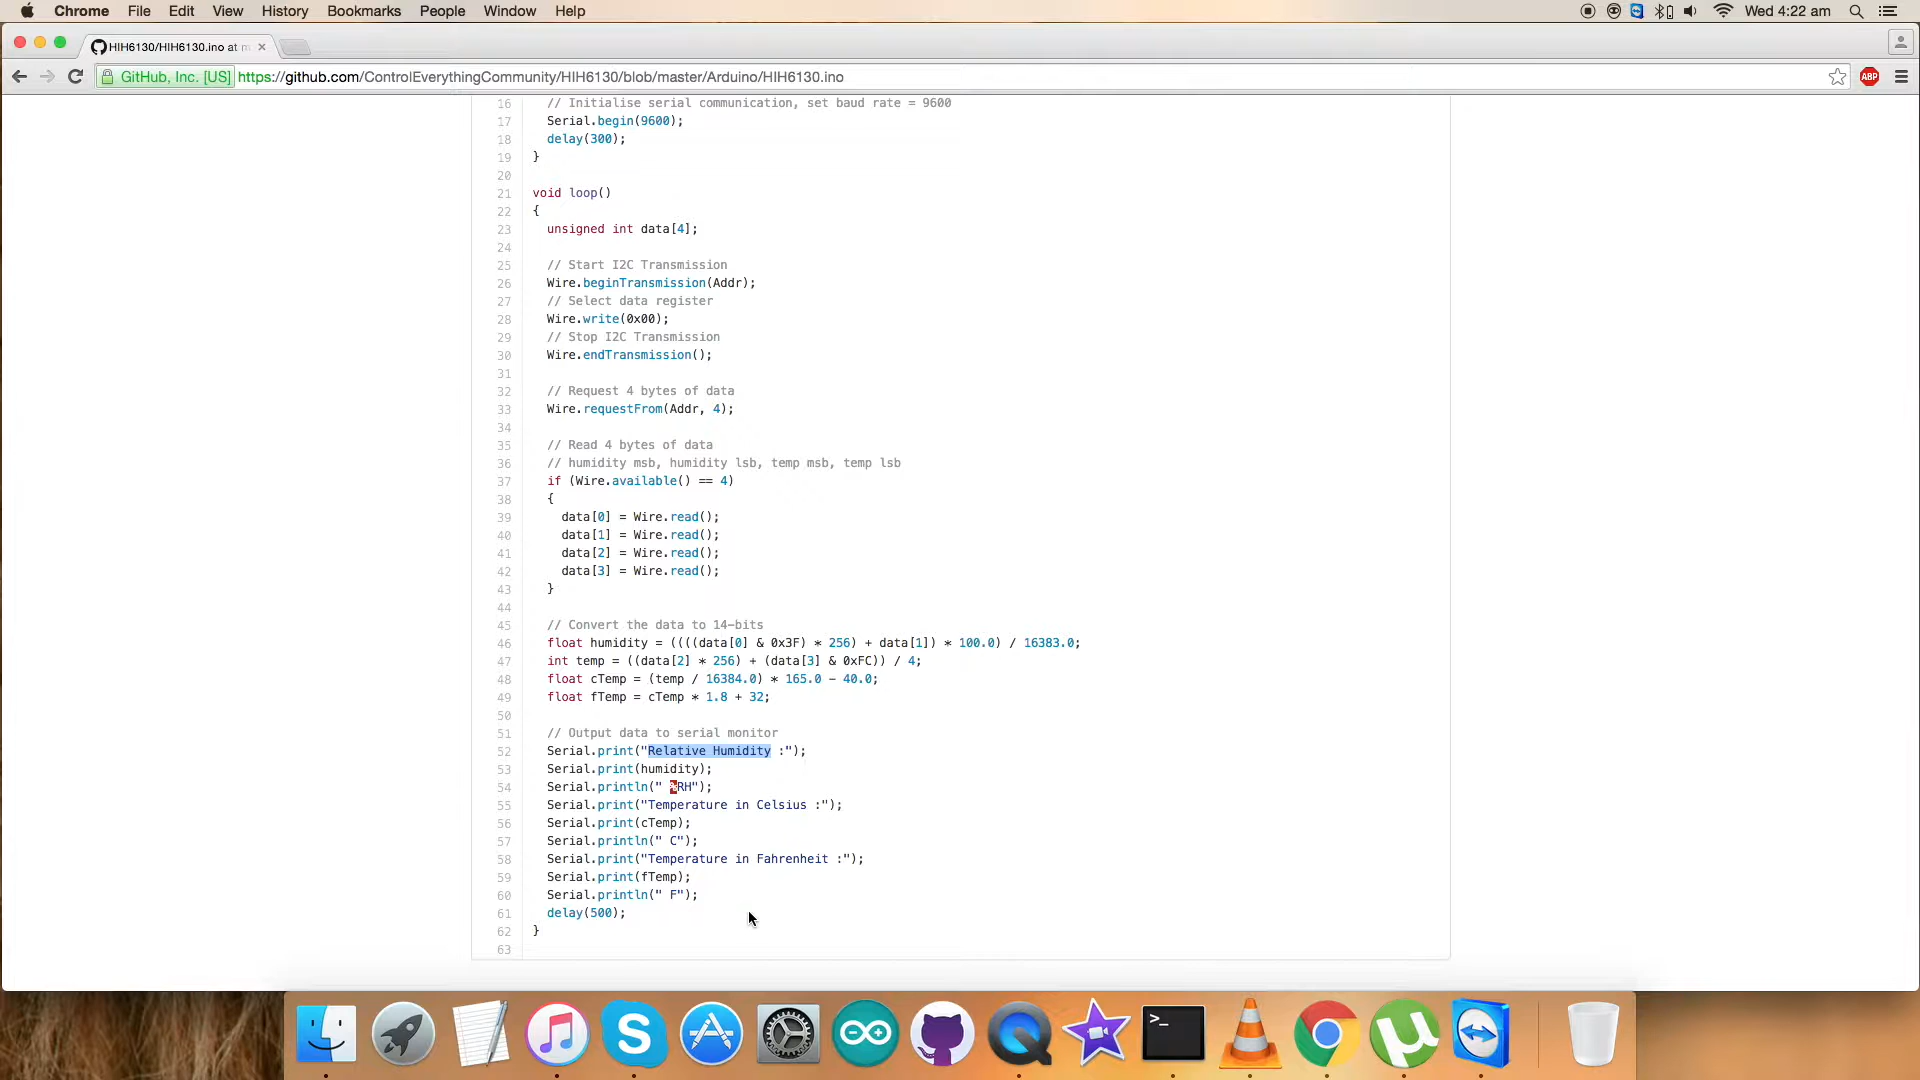 Chrome File Edit View History Bookmarks People Window Help Wed 4:22 am
HIH6130/HIH6130.ino at m
GitHub, Inc. [US] https://github.com/ControlEverythingCommunity/HIH6130/blob/master/Arduino/HIH6130.ino ABP
16 // Initialise serial communication, set baud rate = 9600
17 Serial.begin(9600);
18 delay(300);
19 }
20
21 void loop()
22 {
23 unsigned int data[4];
24
25 // Start I2C Transmission
26 Wire.beginTransmission(Addr);
27 // Select data register
28 Wire.write(0x00);
29 // Stop I2C Transmission
30 Wire.endTransmission();
31
32 // Request 4 bytes of data
33 Wire.requestFrom(Addr, 4);
34
35 // Read 4 bytes of data
36 // humidity msb, humidity lsb, temp msb, temp lsb
37 if (Wire.available() == 4)
38 {
39 data[0] = Wire.read();
40 data[1] = Wire.read();
41 data[2] = Wire.read();
42 data[3] = Wire.read();
43 }
44
45 // Convert the data to 14-bits
46 float humidity = ((((data[0] & 0x3F) * 256) + data[1]) * 100.0) / 16383.0;
47 int temp = ((data[2] * 256) + (data[3] & 0xFC)) / 4;
48 float cTemp = (temp / 16384.0) * 165.0 - 40.0;
49 float fTemp = cTemp * 1.8 + 32;
50
51 // Output data to serial monitor
52 Serial.print("Relative Humidity :");
53 Serial.print(humidity);
54 Serial.println(" %RH");
55 Serial.print("Temperature in Celsius :");
56 Serial.print(cTemp);
57 Serial.println(" C");
58 Serial.print("Temperature in Fahrenheit :");
59 Serial.print(fTemp);
60 Serial.println(" F");
61 delay(500);
62 }
63